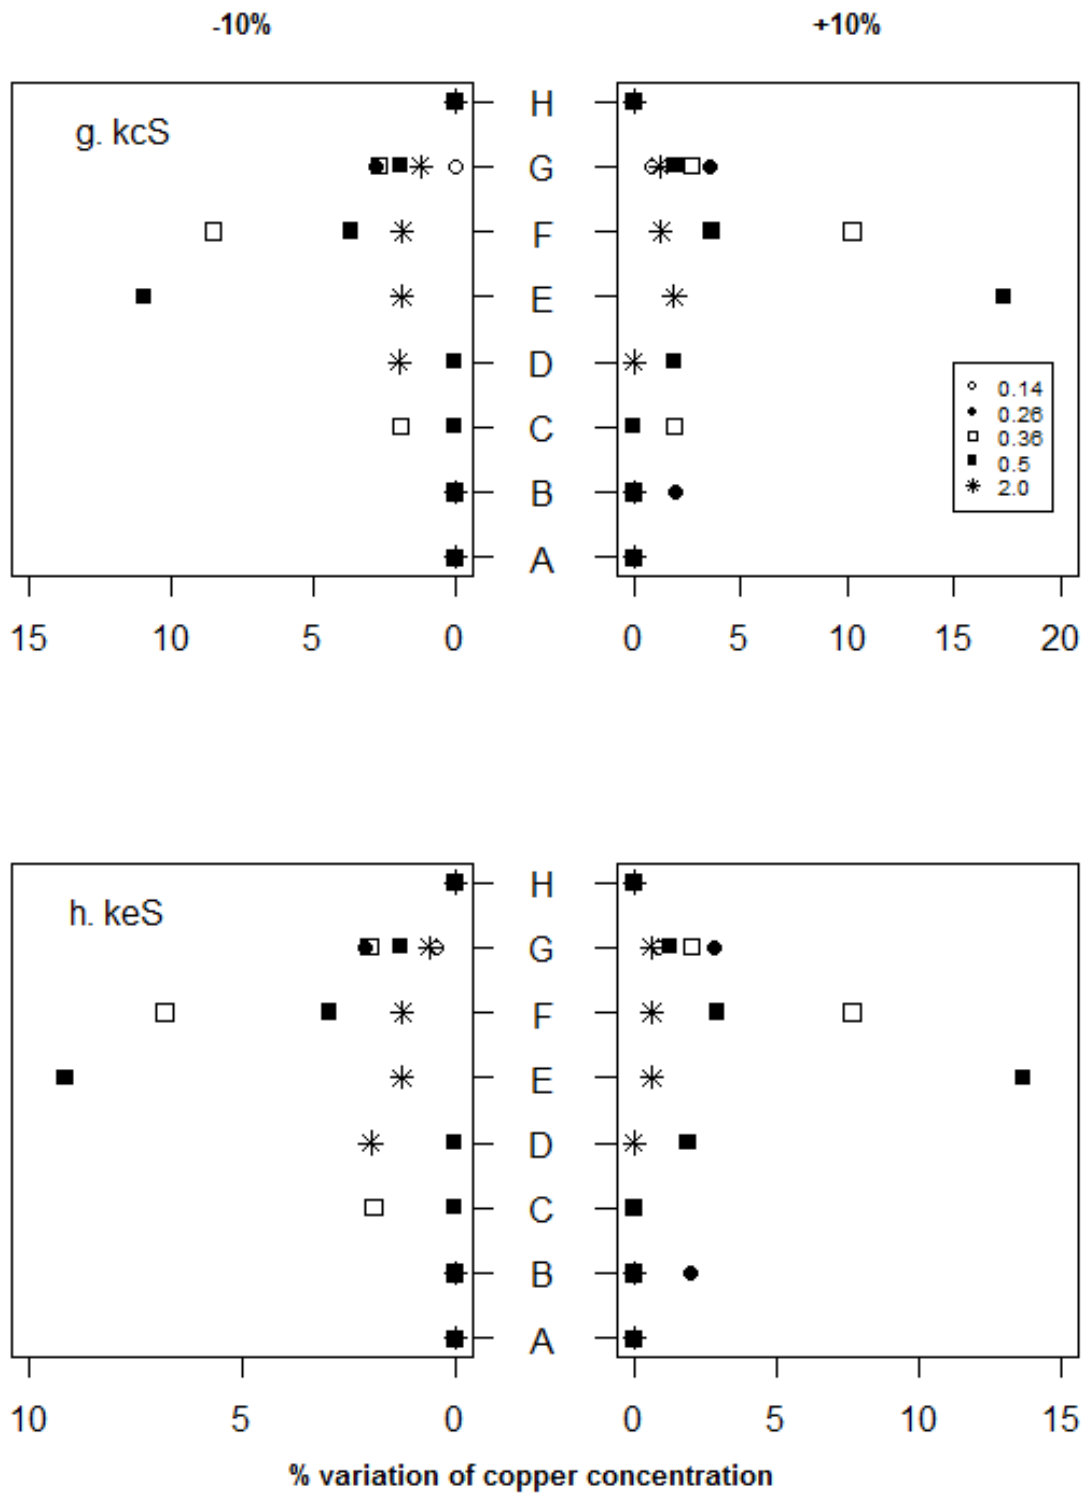 -10% +10%
g. kcS
H
G
F
E
D
C
B
A
0.14
0.26
0.36
0.5
2.0
15 10 5 0 0 5 10 15 20
h. keS
H
G
F
E
D
C
B
A
10 5 0 0 5 10 15
% variation of copper concentration